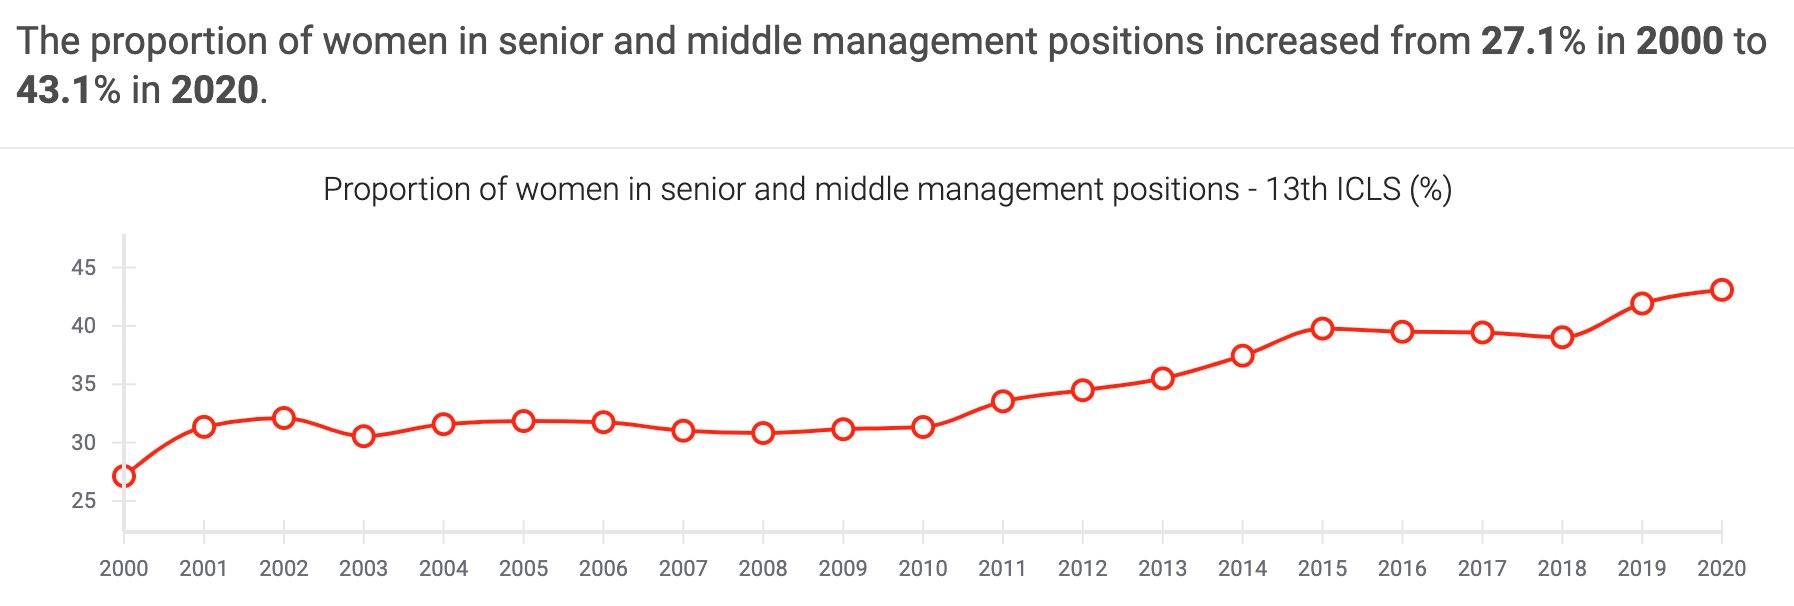 The proportion of women in senior and middle management positions increased from 27.1% in 2000 to
43.1% in 2020.
Proportion of women in senior and middle management positions - 13th ICLS (%)
45
40
35
30
25
2000 2001 2002 2003 2004 2005 2006 2007 2008 2009 2010 2011 2012 2013 2014 2015 2016 2017 2018 2019 2020